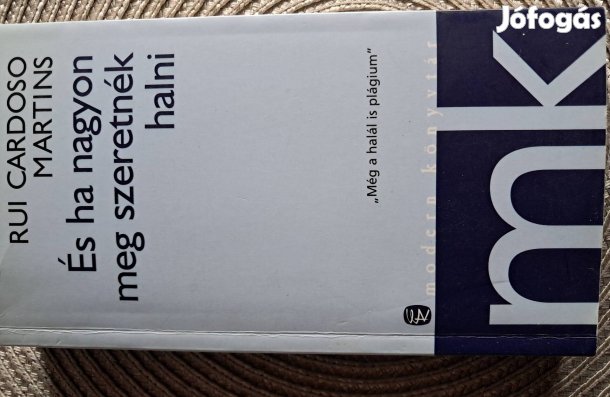 Jófogás
RUI CARDOSO
MARTINS
És ha nagyon
meg szeretnék
halni
„Még a halál is plágium”
modern könyvtár
mk